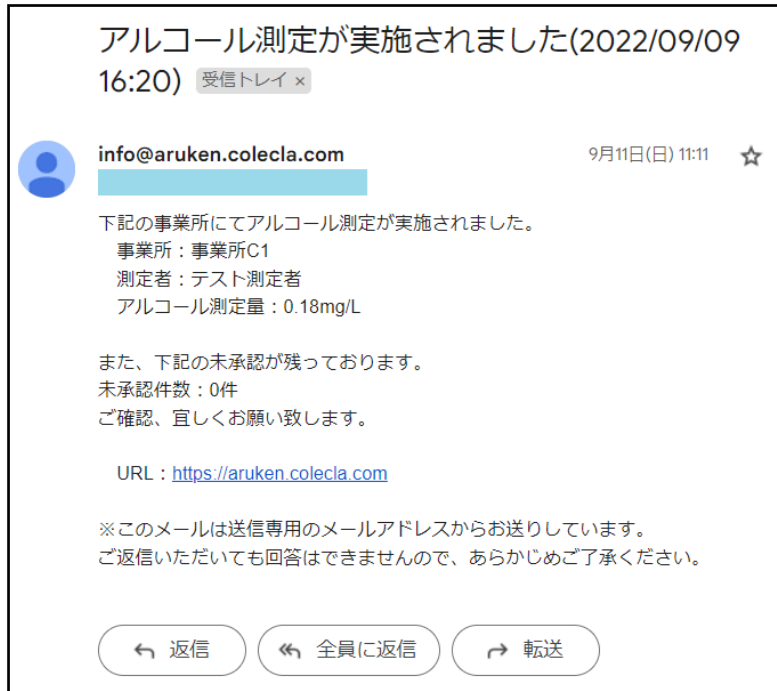 アルコール測定が実施されました(2022/09/09
16:20) 受信トレイ ×
info@aruken.colecla.com 9月11日(日) 11:11
下記の事業所にてアルコール測定が実施されました。
事業所：事業所C1
測定者：テスト測定者
アルコール測定量：0.18mg/L
また、下記の未承認が残っております。
未承認件数：0件
ご確認、宜しくお願い致します。
URL：https://aruken.colecla.com
※このメールは送信専用のメールアドレスからお送りしています。
ご返信いただいても回答はできませんので、あらかじめご了承ください。
返信 全員に返信 転送